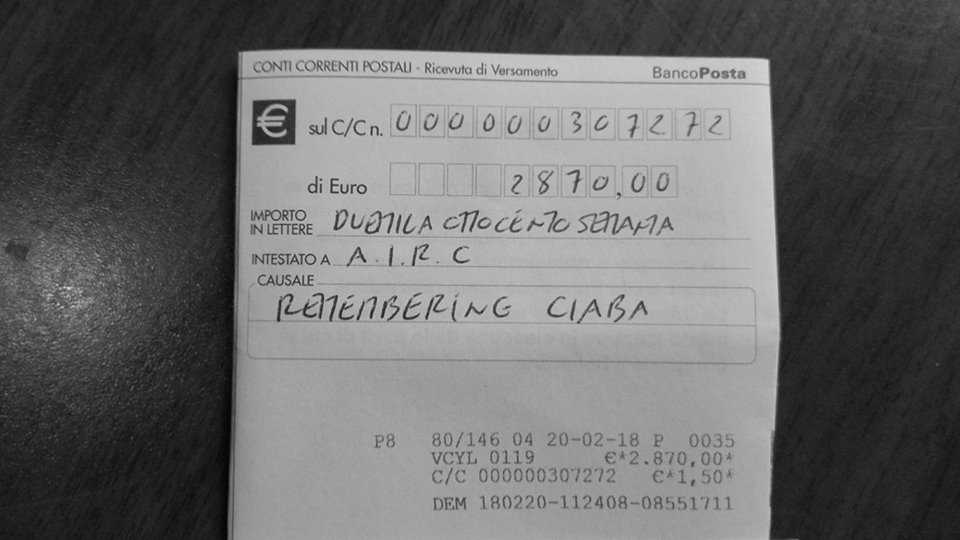 CONTI CORRENTI POSTALI - Ricevuta di Versamento BancoPosta
€ sul C/C n. 000000307272
di Euro 2870,00
IMPORTO IN LETTERE DUEMILA OTTOCENTO SETTANTA
INTESTATO A A.I.R.C
CAUSALE
REMEMBERING CIABA
P8 80/146 04 20-02-18 P 0035
VCYL 0119 €*2.870,00*
C/C 000000307272 €*1,50*
DEM 180220-112408-08551711